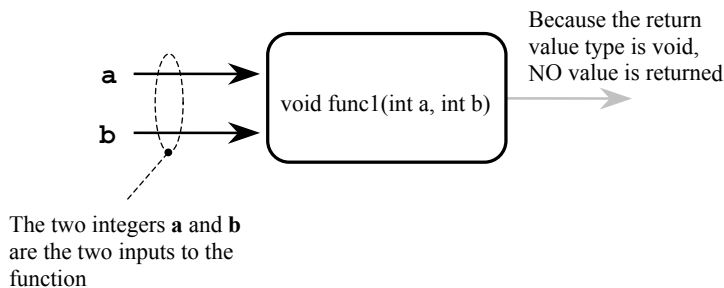 Because the return
value type is void,
NO value is returned
a
b
void func1(int a, int b)
The two integers a and b
are the two inputs to the
function